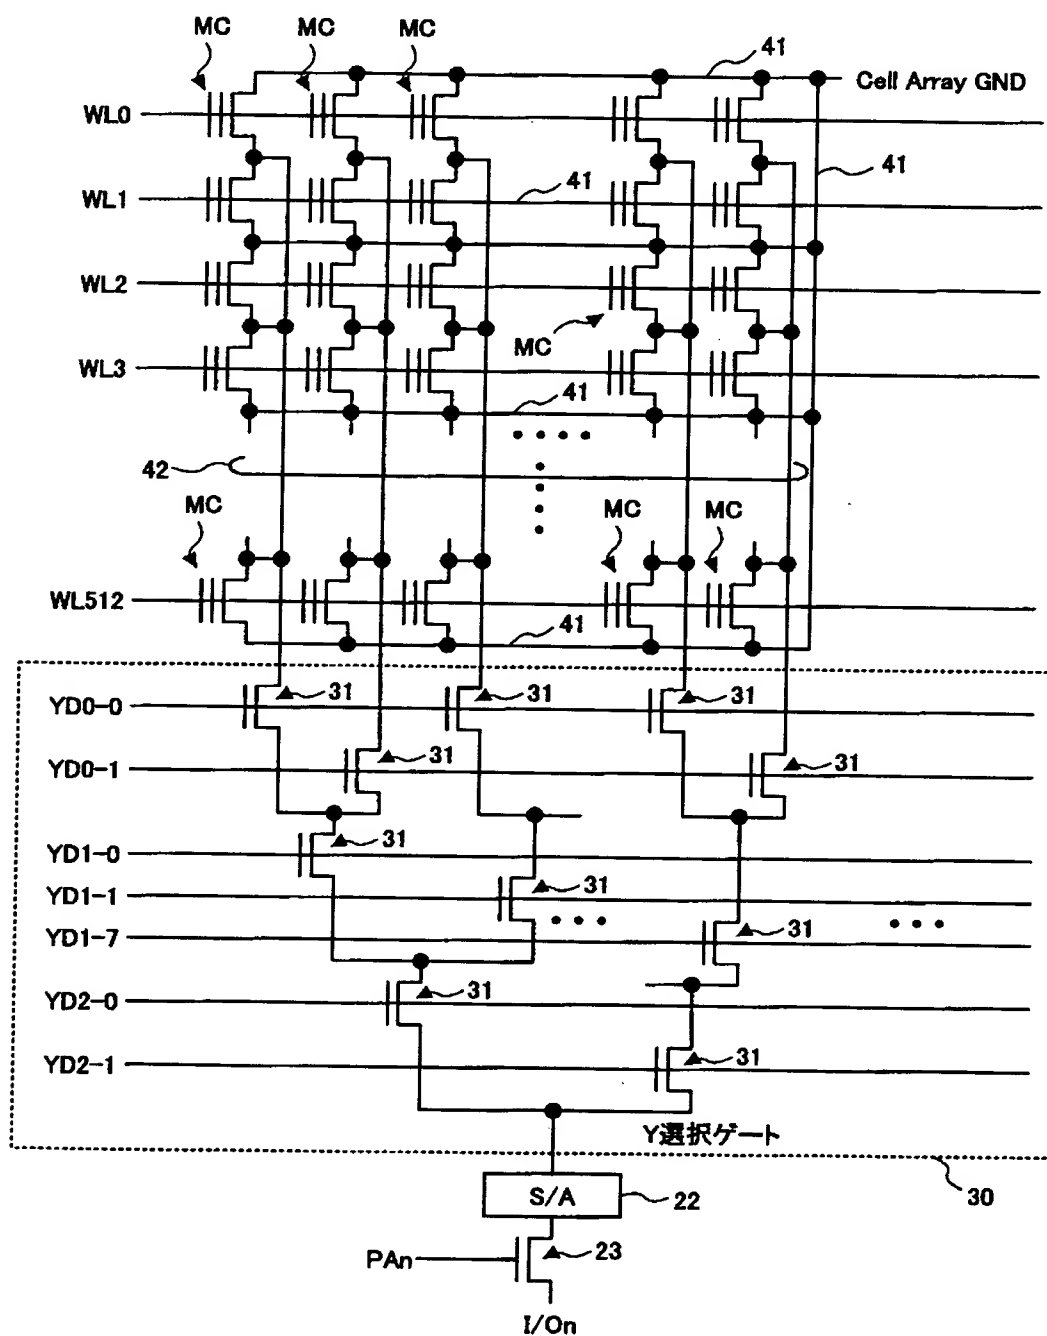 MC MC MC
41
Cell Array GND
WL0
41
WL1 41
WL2
MC
WL3
41
42
MC MC MC
WL512
41
YD0-0 31 31 31
YD0-1 31 31
YD1-0 31
YD1-1 31
YD1-7 31
YD2-0 31
YD2-1 31
Y選択ゲート
30
S/A 22
PAn 23
I/On